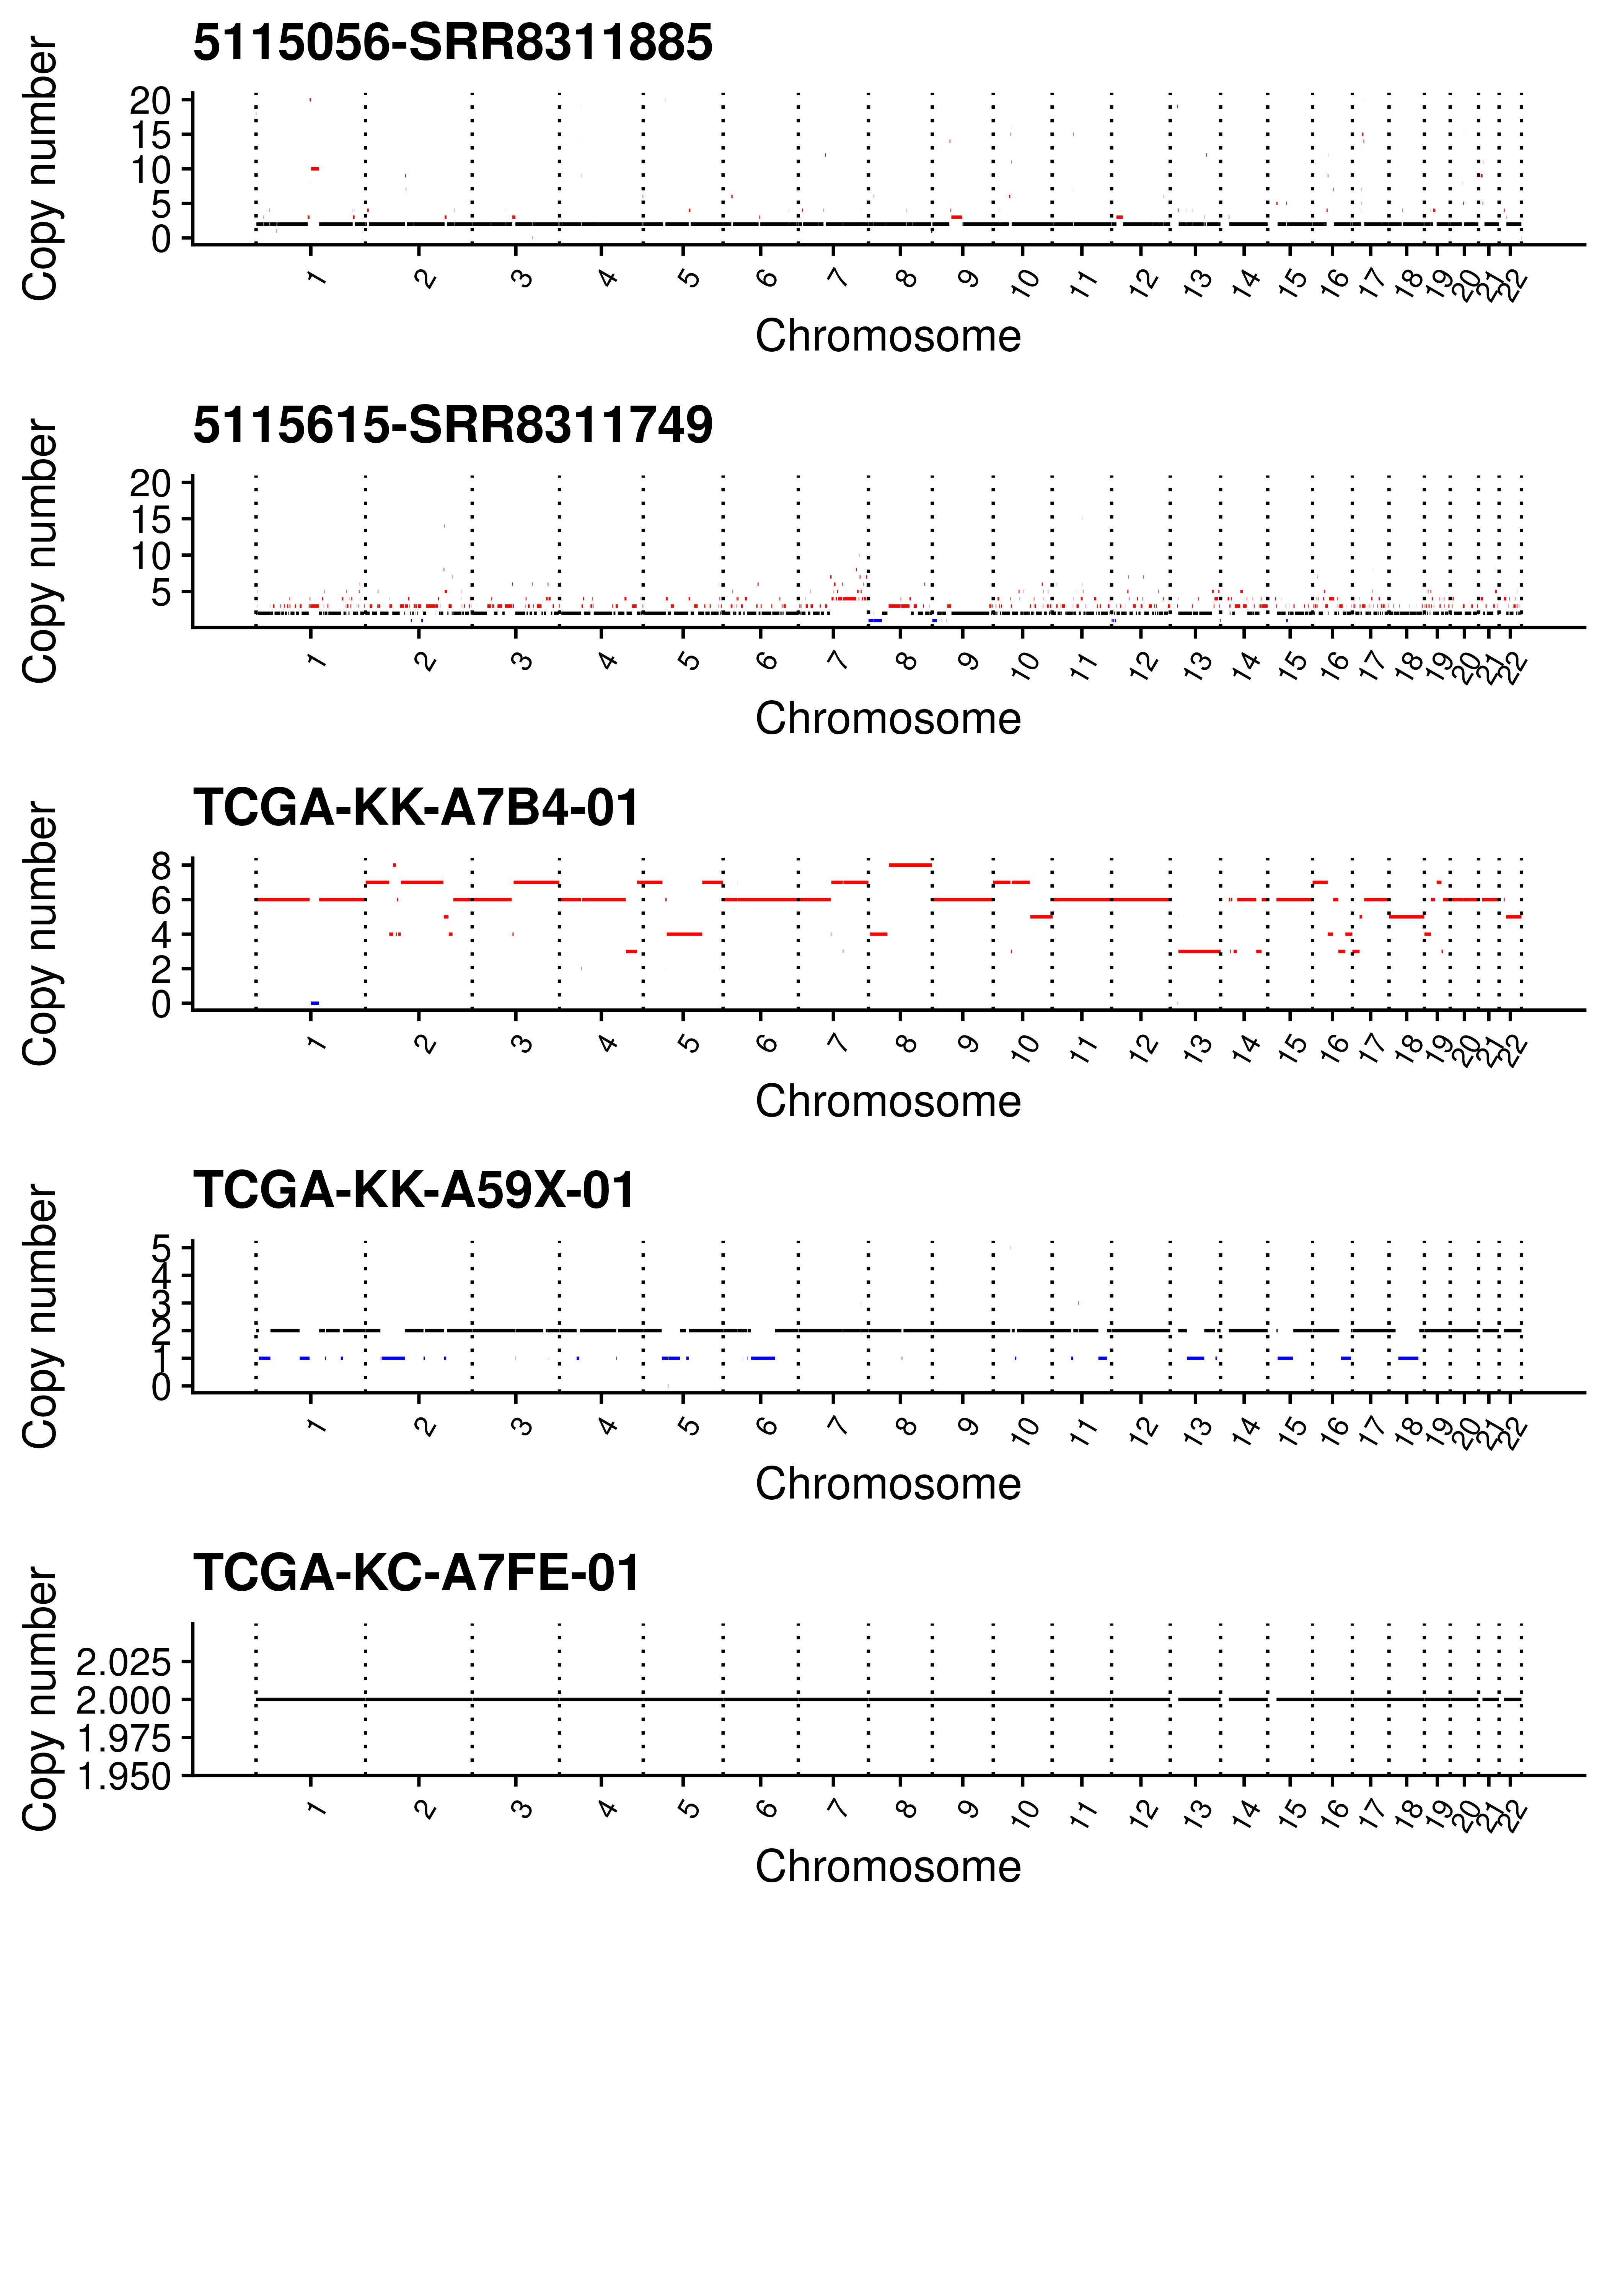 5115056-SRR8311885
Copy number
20
15
10
5
0
1 2 3 4 5 6 7 8 9 10 11 12 13 14 15 16 17 18 19 20 21 22
Chromosome
5115615-SRR8311749
Copy number
20
15
10
5
1 2 3 4 5 6 7 8 9 10 11 12 13 14 15 16 17 18 19 20 21 22
Chromosome
TCGA-KK-A7B4-01
Copy number
8
6
4
2
0
1 2 3 4 5 6 7 8 9 10 11 12 13 14 15 16 17 18 19 20 21 22
Chromosome
TCGA-KK-A59X-01
Copy number
5
4
3
2
1
0
1 2 3 4 5 6 7 8 9 10 11 12 13 14 15 16 17 18 19 20 21 22
Chromosome
TCGA-KC-A7FE-01
Copy number
2.025
2.000
1.975
1.950
1 2 3 4 5 6 7 8 9 10 11 12 13 14 15 16 17 18 19 20 21 22
Chromosome